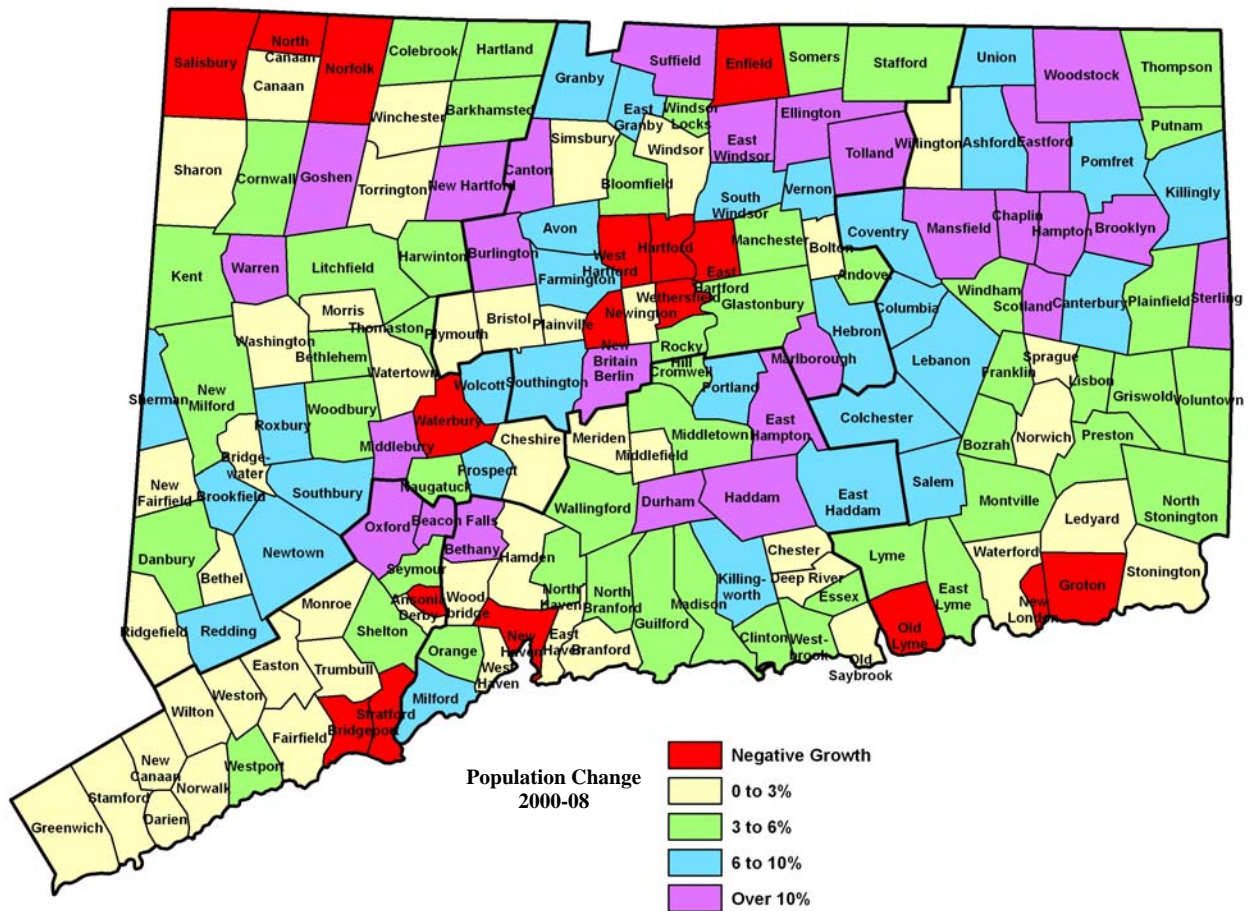 Salisbury
North
Canaan
Canaan
Norfolk
Colebrook
Hartland
Granby
Suffield
Enfield
Somers
Stafford
Union
Woodstock
Thompson
Winchester
Barkhamsted
East
Granby
Windsor
Locks
Ellington
Putnam
Sharon
Cornwall
Goshen
Torrington
New Hartford
Canton
Simsbury
Windsor
East
Windsor
Tolland
Willington
Ashford
Eastford
Pomfret
Killingly
Bloomfield
South
Windsor
Vernon
Kent
Warren
Litchfield
Harwinton
Burlington
Avon
Farmington
West
Hartford
Hartford
East
Hartford
Manchester
Bolton
Coventry
Mansfield
Chaplin
Hampton
Brooklyn
Andover
Morris
Washington
Bethlehem
Thomaston
Plymouth
Bristol
Plainville
Newington
Wethersfield
Glastonbury
Hebron
Columbia
Windham
Scotland
Canterbury
Plainfield
Sterling
Watertown
New
Britain
Berlin
Rocky
Hill
Cromwell
Marlborough
Lebanon
Sherman
New
Milford
Roxbury
Woodbury
Waterbury
Wolcott
Southington
Portland
East
Hampton
Colchester
Franklin
Sprague
Lisbon
Griswold
Voluntown
Middlebury
Cheshire
Meriden
Middlefield
Middletown
Bozrah
Norwich
Preston
Bridge-
water
New
Fairfield
Brookfield
Southbury
Naugatuck
Prospect
Wallingford
Durham
Haddam
East
Haddam
Salem
Montville
North
Stonington
Danbury
Bethel
Newtown
Oxford
Beacon Falls
Bethany
Seymour
Hamden
Ledyard
Chester
Deep River
Killing-
worth
Lyme
Waterford
Groton
Stonington
Ridgefield
Redding
Monroe
Ansonia
Derby
Wood
bridge
North
Haven
North
Branford
Guilford
Madison
Essex
East
Lyme
New
London
Shelton
Orange
New
Haven
East
Haven
Branford
Clinton
West-
brook
Old
Saybrook
Old
Lyme
Easton
Trumbull
West
Haven
Milford
Weston
Wilton
Fairfield
Bridgeport
Stratford
New
Canaan
Norwalk
Westport
Greenwich
Stamford
Darien
Population Change
2000-08
Negative Growth
0 to 3%
3 to 6%
6 to 10%
Over 10%